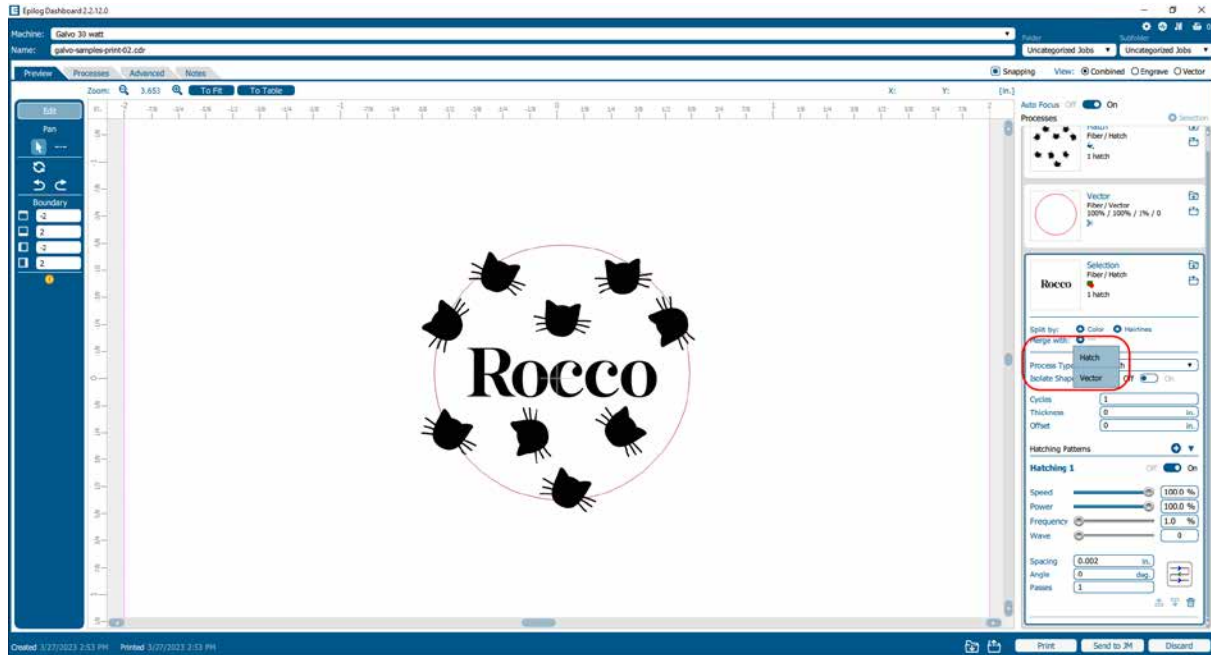 Epilog Dashboard 2.2.12.0
Machine: Galvo 30 watt
Name: galvo-samples-print-02.cdr
Folder Subfolder
Uncategorized Jobs Uncategorized Jobs
Preview Processes Advanced Notes
Snapping View: Combined Engrave Vector
Zoom: 3.653 To Fit To Table X: Y: [in.]
Edit
Pan
Boundary
-2
2
-2
2
Auto Focus Off On
Processes Selection
Hatch
Fiber / Hatch
1 hatch
Vector
Fiber / Vector
100% / 100% / 1% / 0
Rocco
Selection
Fiber / Hatch
1 hatch
Split by: Color Hairlines
Merge with:
Hatch
Process Type
Vector
Isolate Shap Off On
Cycles 1
Thickness 0 in.
Offset 0 in.
Hatching Patterns
Hatching 1 Off On
Speed 100.0 %
Power 100.0 %
Frequency 1.0 %
Wave 0
Spacing 0.002 in.
Angle 0 deg.
Passes 1
Rocco
Created 3/27/2023 2:53 PM Printed 3/27/2023 2:53 PM
Print Send to JM Discard